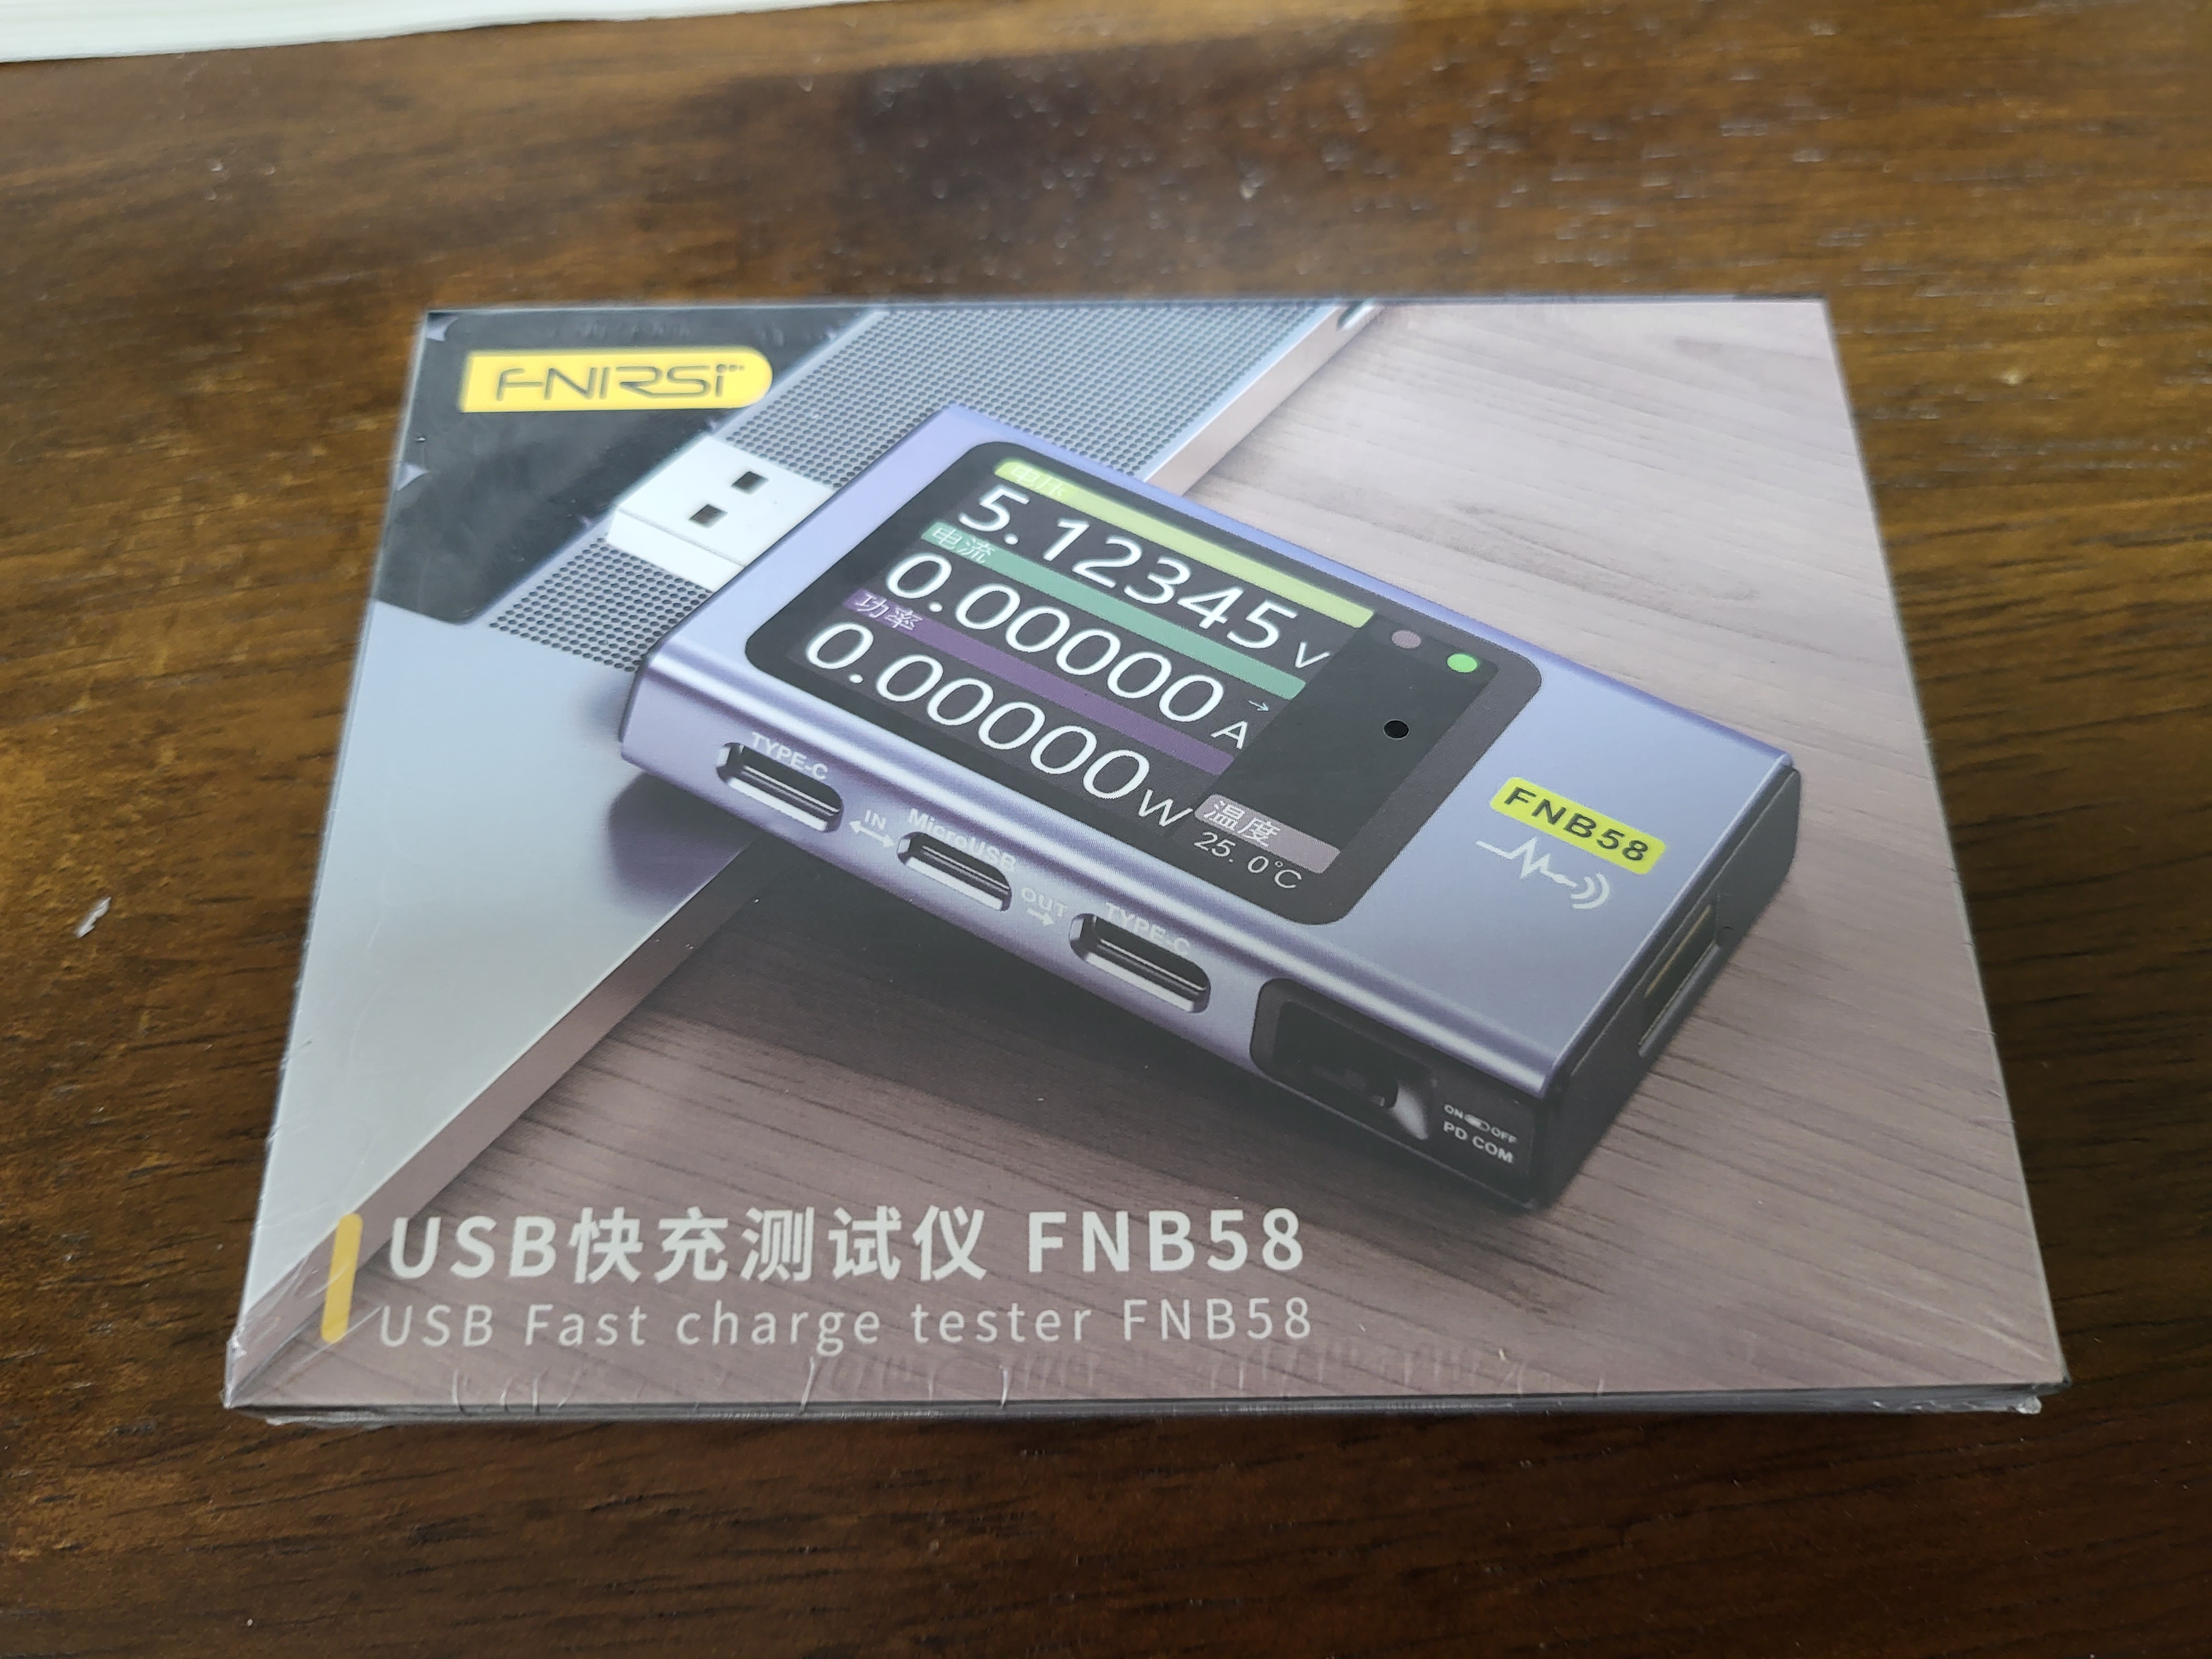 FNIRSI
电压
5.12345V
电流
0.00000A
功率
0.00000W
温度
25.0℃
FNB58
TYPE-C
IN
MicroUSB
OUT
TYPE-C
ON OFF
PD COM
USB快充测试仪 FNB58
USB Fast charge tester FNB58